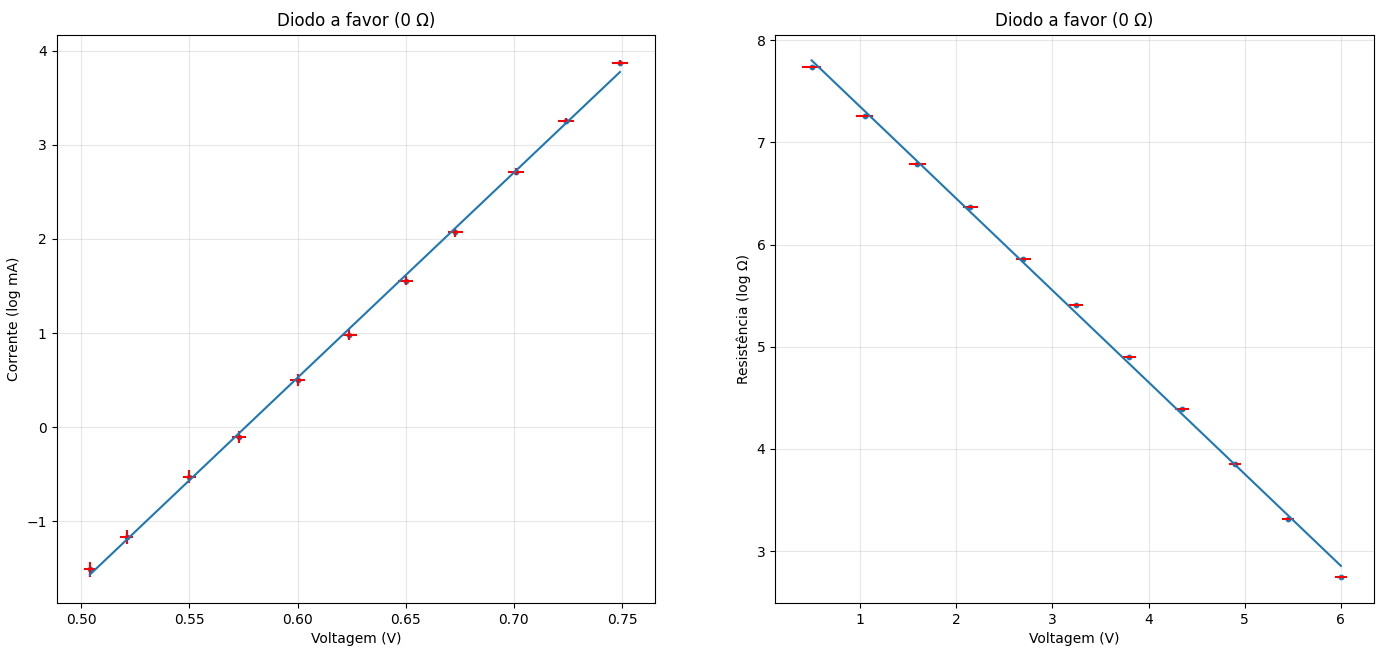 Diodo a favor (0 Ω)
Corrente (log mA)
4
3
2
1
0
−1
0.50 0.55 0.60 0.65 0.70 0.75
Voltagem (V)
Diodo a favor (0 Ω)
Resistência (log Ω)
8
7
6
5
4
3
1 2 3 4 5 6
Voltagem (V)